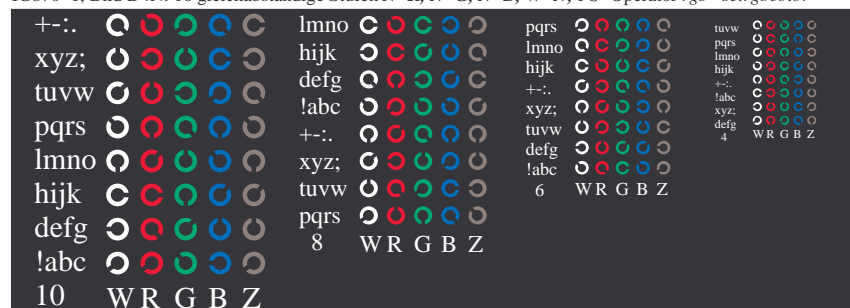 +-:.
xyz;
tuvw
pqrs
lmno
hijk
defg
!abc
10 W R G B Z
lmno
hijk
defg
!abc
+-:.
xyz;
tuvw
pqrs
8 W R G B Z
pqrs
lmno
hijk
+-:.
xyz;
tuvw
defg
!abc
6 W R G B Z
tuvw
pqrs
lmno
hijk
+-:.
!abc
xyz;
defg
4 W R G B Z